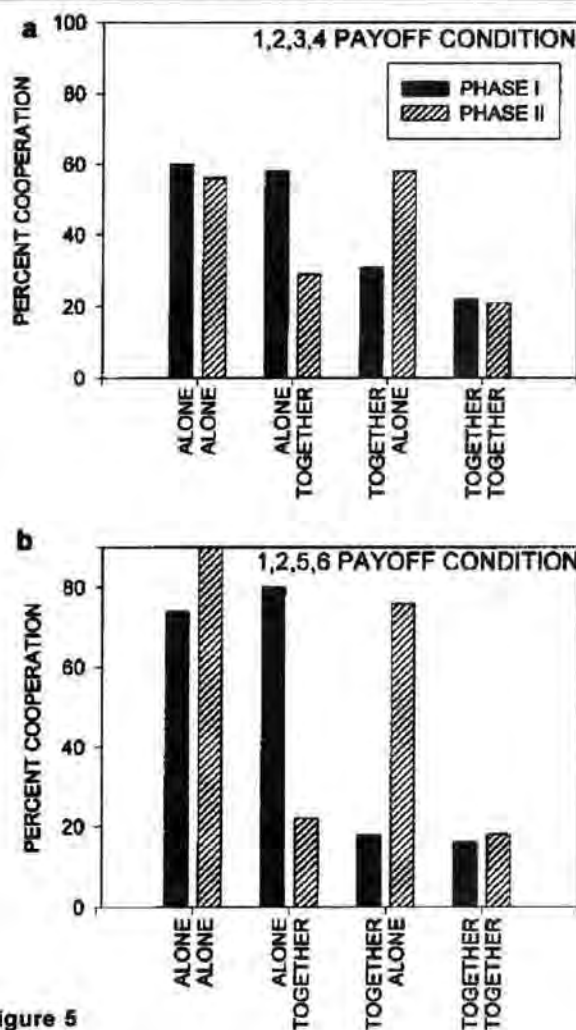 a
1,2,3,4 PAYOFF CONDITION
PHASE I
PHASE II
PERCENT COOPERATION
100
80
60
40
20
0
ALONE
ALONE
ALONE
TOGETHER
TOGETHER
ALONE
TOGETHER
TOGETHER
b
1,2,5,6 PAYOFF CONDITION
PERCENT COOPERATION
80
60
40
20
0
ALONE
ALONE
ALONE
TOGETHER
TOGETHER
ALONE
TOGETHER
TOGETHER
igure 5